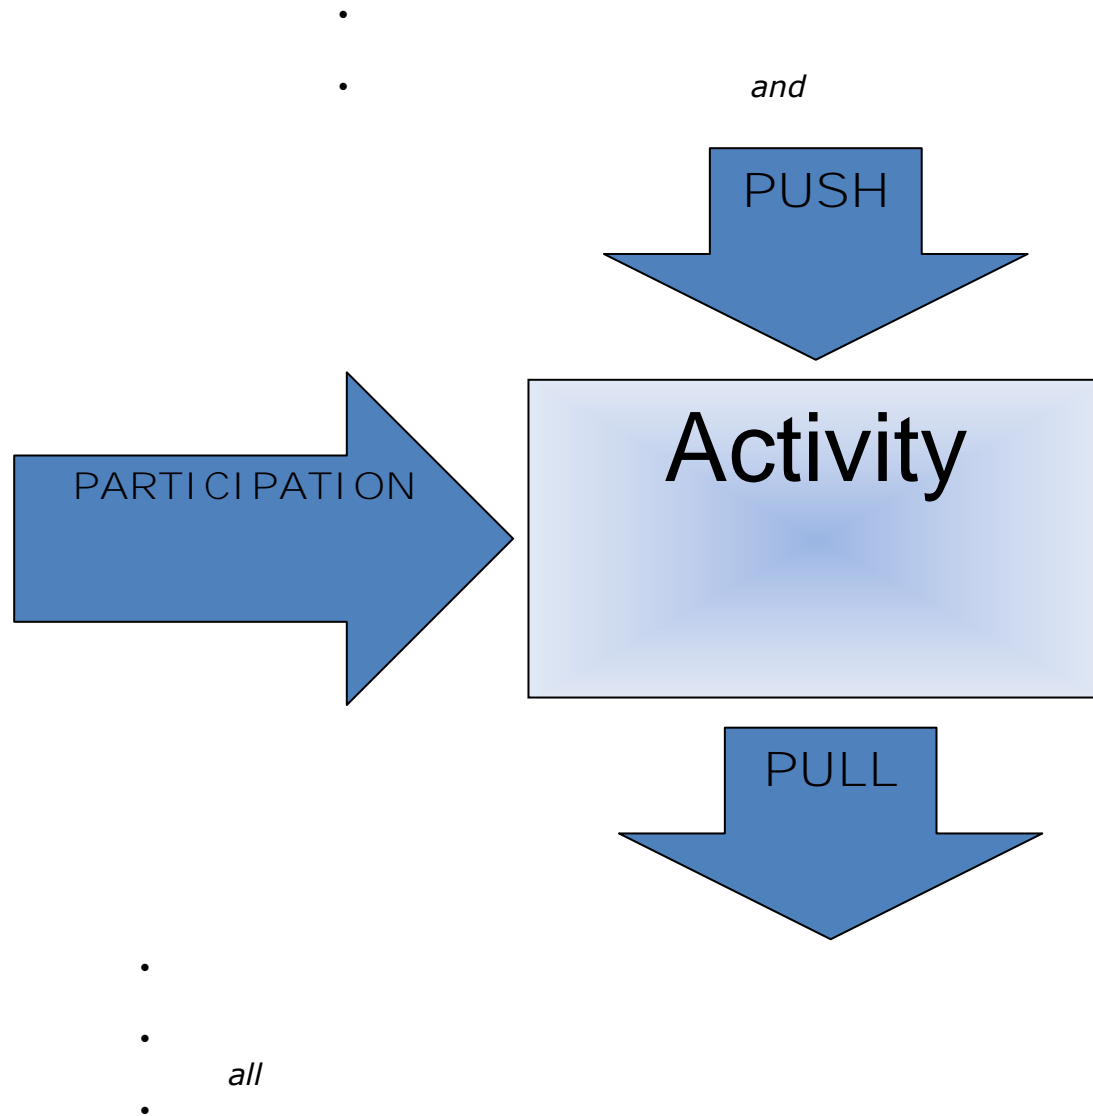 •
• and
PUSH
Activity
PARTICIPATION
PULL
•
•
all
•